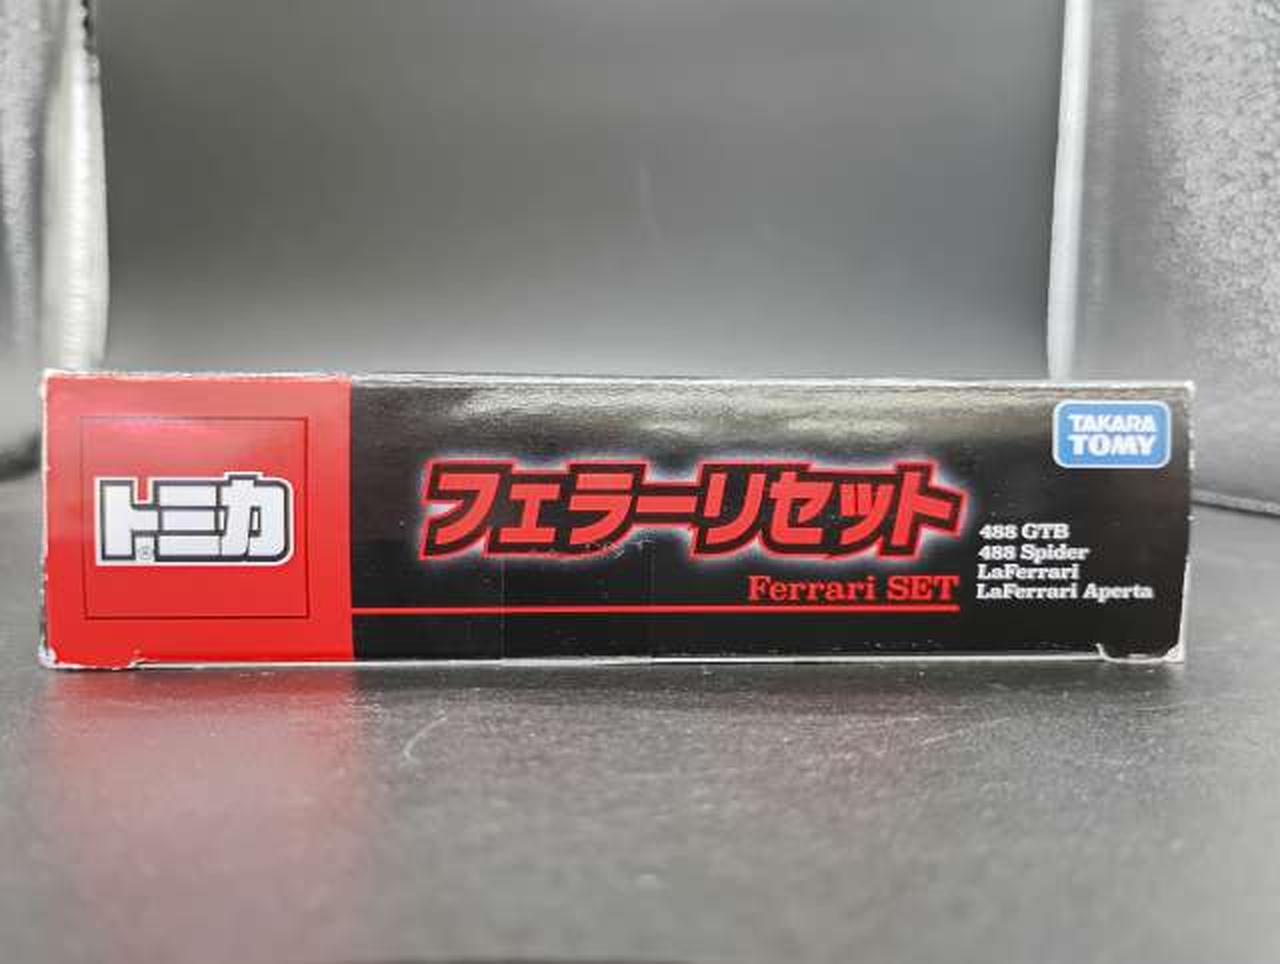 トミカ
®
フェラーリセット
Ferrari SET
488 GTB
488 Spider
LaFerrari
LaFerrari Aperta
TAKARA
TOMY